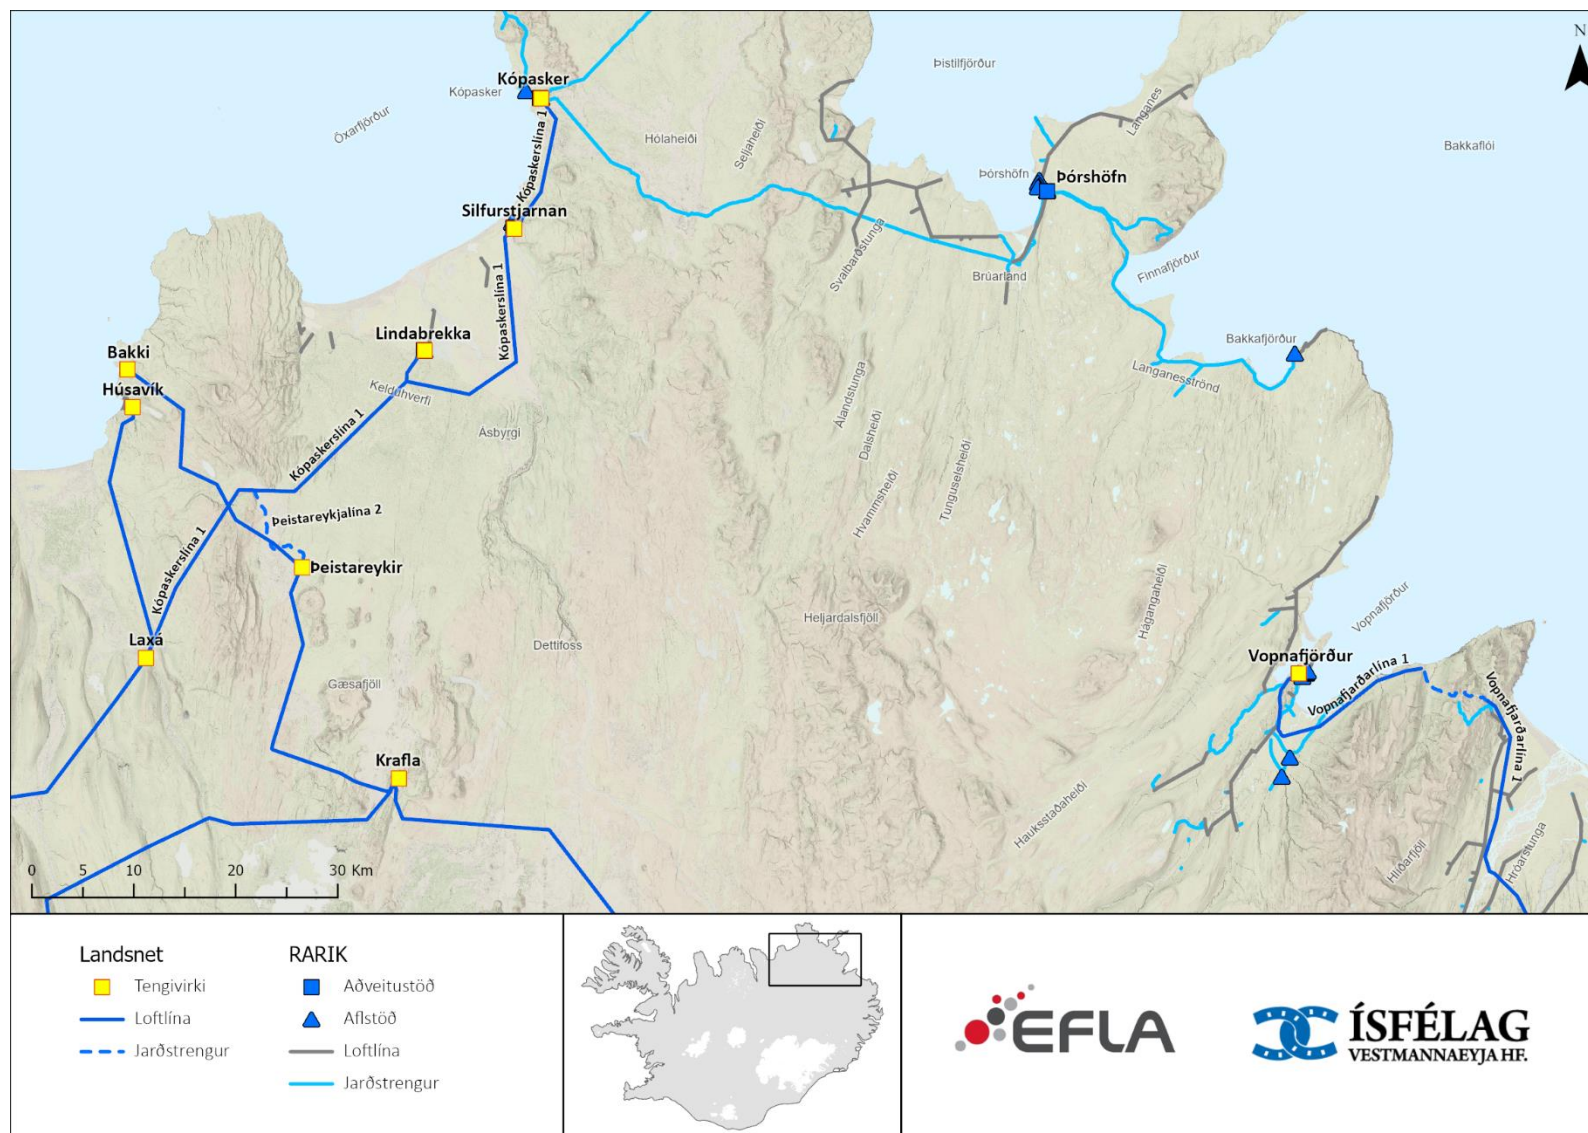 N
Þistilfjörður
Kópasker
Kópasker
Langanes
Öxarfjörður
Kópaskerslína 1
Hólaheiði
Seljaheiði
Bakkaflói
Þórshöfn
Þórshöfn
Silfurstjarnan
Svalbarðstunga
Brúarland
Finnafjörður
Kópaskerslína 1
Lindabrekka
Bakkafjörður
Bakki
Húsavík
Kelduhverfi
Langanesströnd
Álandstunga
Dalsheiði
Ásbyrgi
Kópaskerslína 1
Tunguselsheiði
Hvammsheiði
Þeistareykjalína 2
Kópaskerslína 1
Þeistareykir
Hágangaheiði
Heljardalsfjöll
Vopnafjörður
Dettifoss
Laxá
Vopnafjörður
Gæsafjöll
Vopnafjarðarlína 1
Vopnafjarðarlína 1
Krafla
Hauksstaðaheiði
Hlíðarfjöll
Hróarstunga
0 5 10 20 30 Km
Landsnet
Tengivirki
Loftlína
Jarðstrengur
RARIK
Aðveitustöð
Aflstöð
Loftlína
Jarðstrengur
EFLA
ÍSFÉLAG
VESTMANNAEYJA HF.